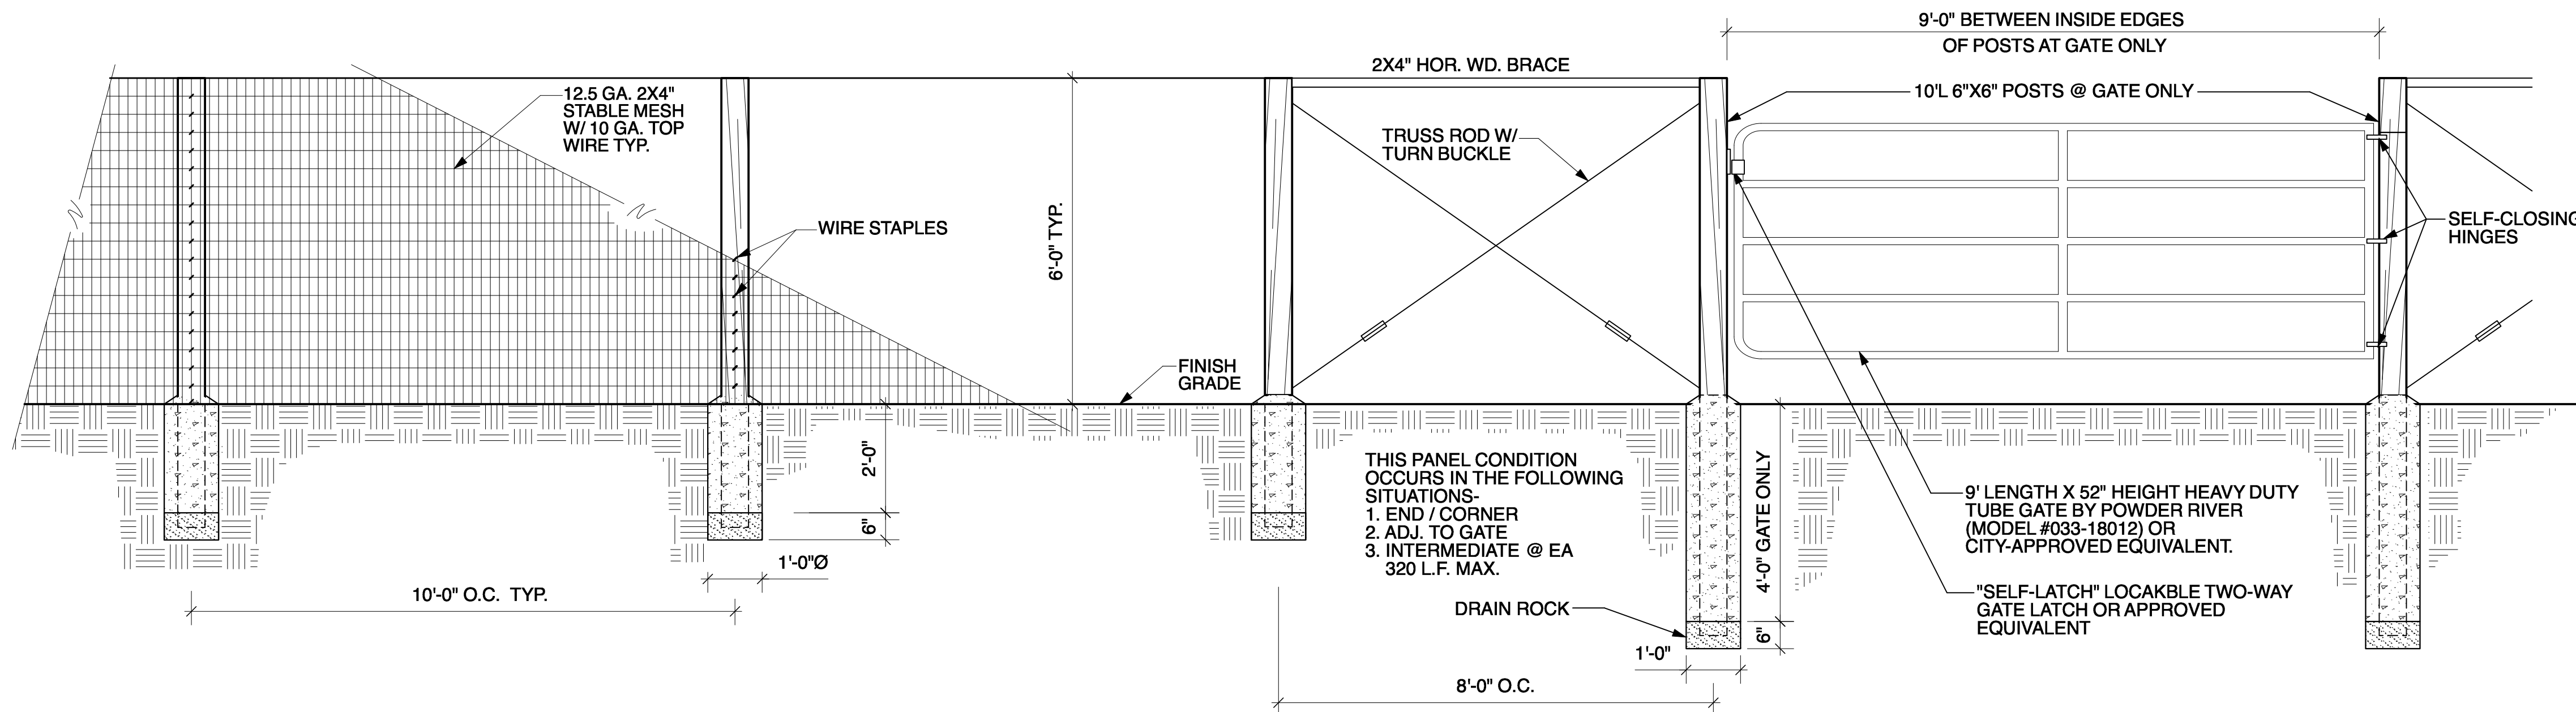 9'-0" BETWEEN INSIDE EDGES
OF POSTS AT GATE ONLY
2X4" HOR. WD. BRACE
12.5 GA. 2X4"
STABLE MESH
W/ 10 GA. TOP
WIRE TYP.
10'L 6"X6" POSTS @ GATE ONLY
TRUSS ROD W/
TURN BUCKLE
WIRE STAPLES
6'-0" TYP.
SELF-CLOSING
HINGES
FINISH
GRADE
2'-0"
6"
1'-0"Ø
10'-0" O.C. TYP.
THIS PANEL CONDITION
OCCURS IN THE FOLLOWING
SITUATIONS-
1. END / CORNER
2. ADJ. TO GATE
3. INTERMEDIATE @ EA
320 L.F. MAX.
DRAIN ROCK
4'-0" GATE ONLY
6"
1'-0"
8'-0" O.C.
9' LENGTH X 52" HEIGHT HEAVY DUTY
TUBE GATE BY POWDER RIVER
(MODEL #033-18012) OR
CITY-APPROVED EQUIVALENT.
"SELF-LATCH" LOCAKBLE TWO-WAY
GATE LATCH OR APPROVED
EQUIVALENT